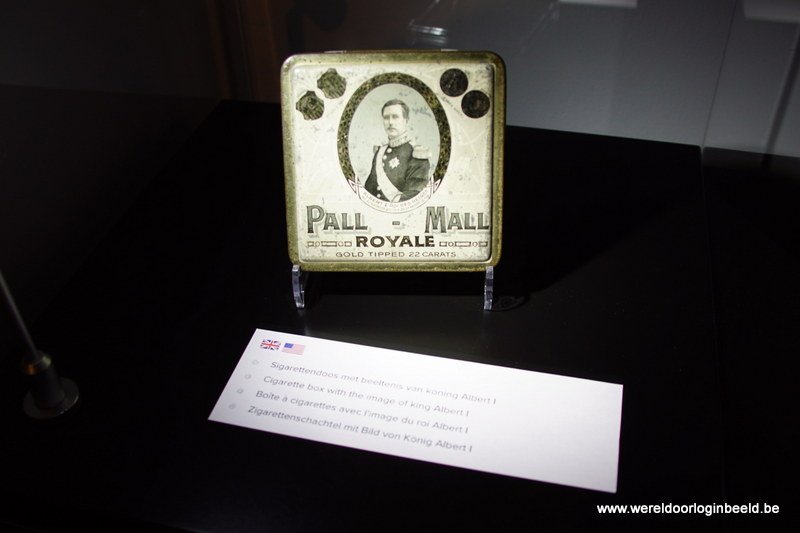 PALL - MALL
ROYALE
GOLD TIPPED 22 CARATS
Sigarettendoos met beeltenis van koning Albert I
Cigarette box with the image of king Albert I
Boîte à cigarettes avec l'image du roi Albert I
Zigarettenschachtel mit Bild von König Albert I
www.wereldoorloginbeeld.be